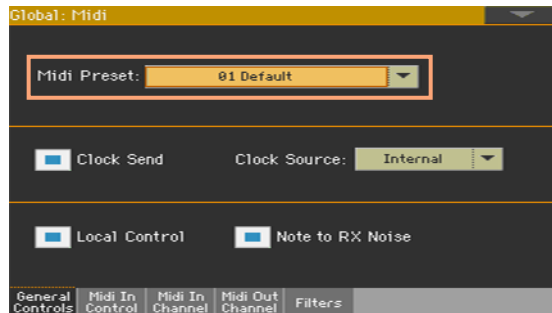 Global: Midi
Midi Preset: 01 Default
Clock Send Clock Source: Internal
Local Control Note to RX Noise
General Controls Midi In Control Midi In Channel Midi Out Channel Filters